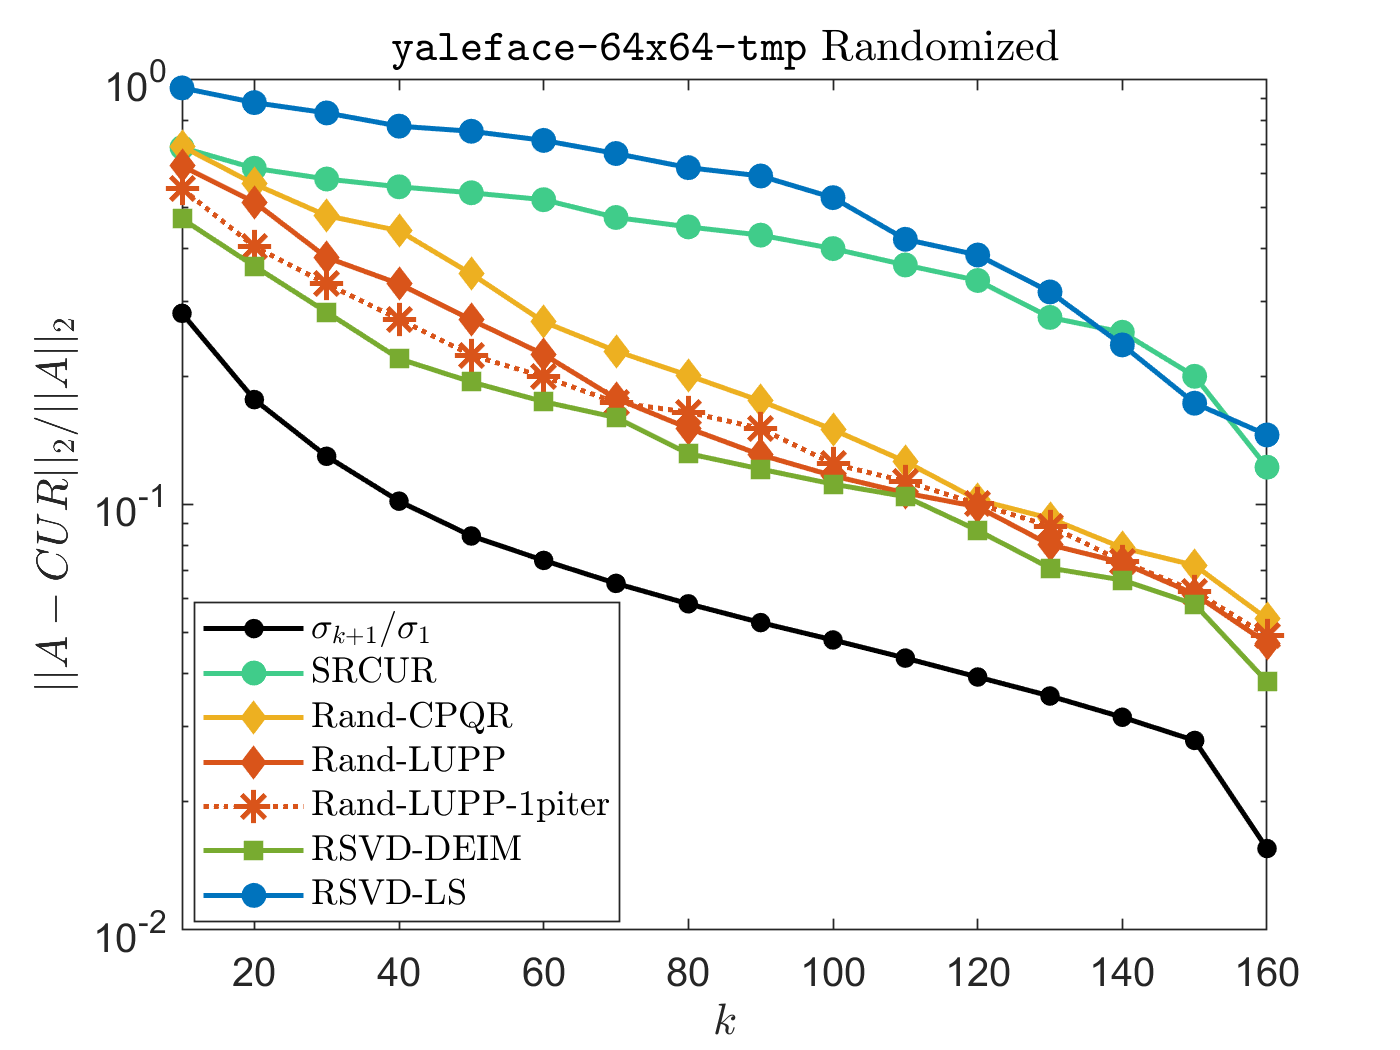 yaleface-64x64-tmp Randomized
10^0
10^-1
10^-2
||A − CUR||_2/||A||_2
σ_{k+1}/σ_1
SRCUR
Rand-CPQR
Rand-LUPP
Rand-LUPP-1piter
RSVD-DEIM
RSVD-LS
20 40 60 80 100 120 140 160
k